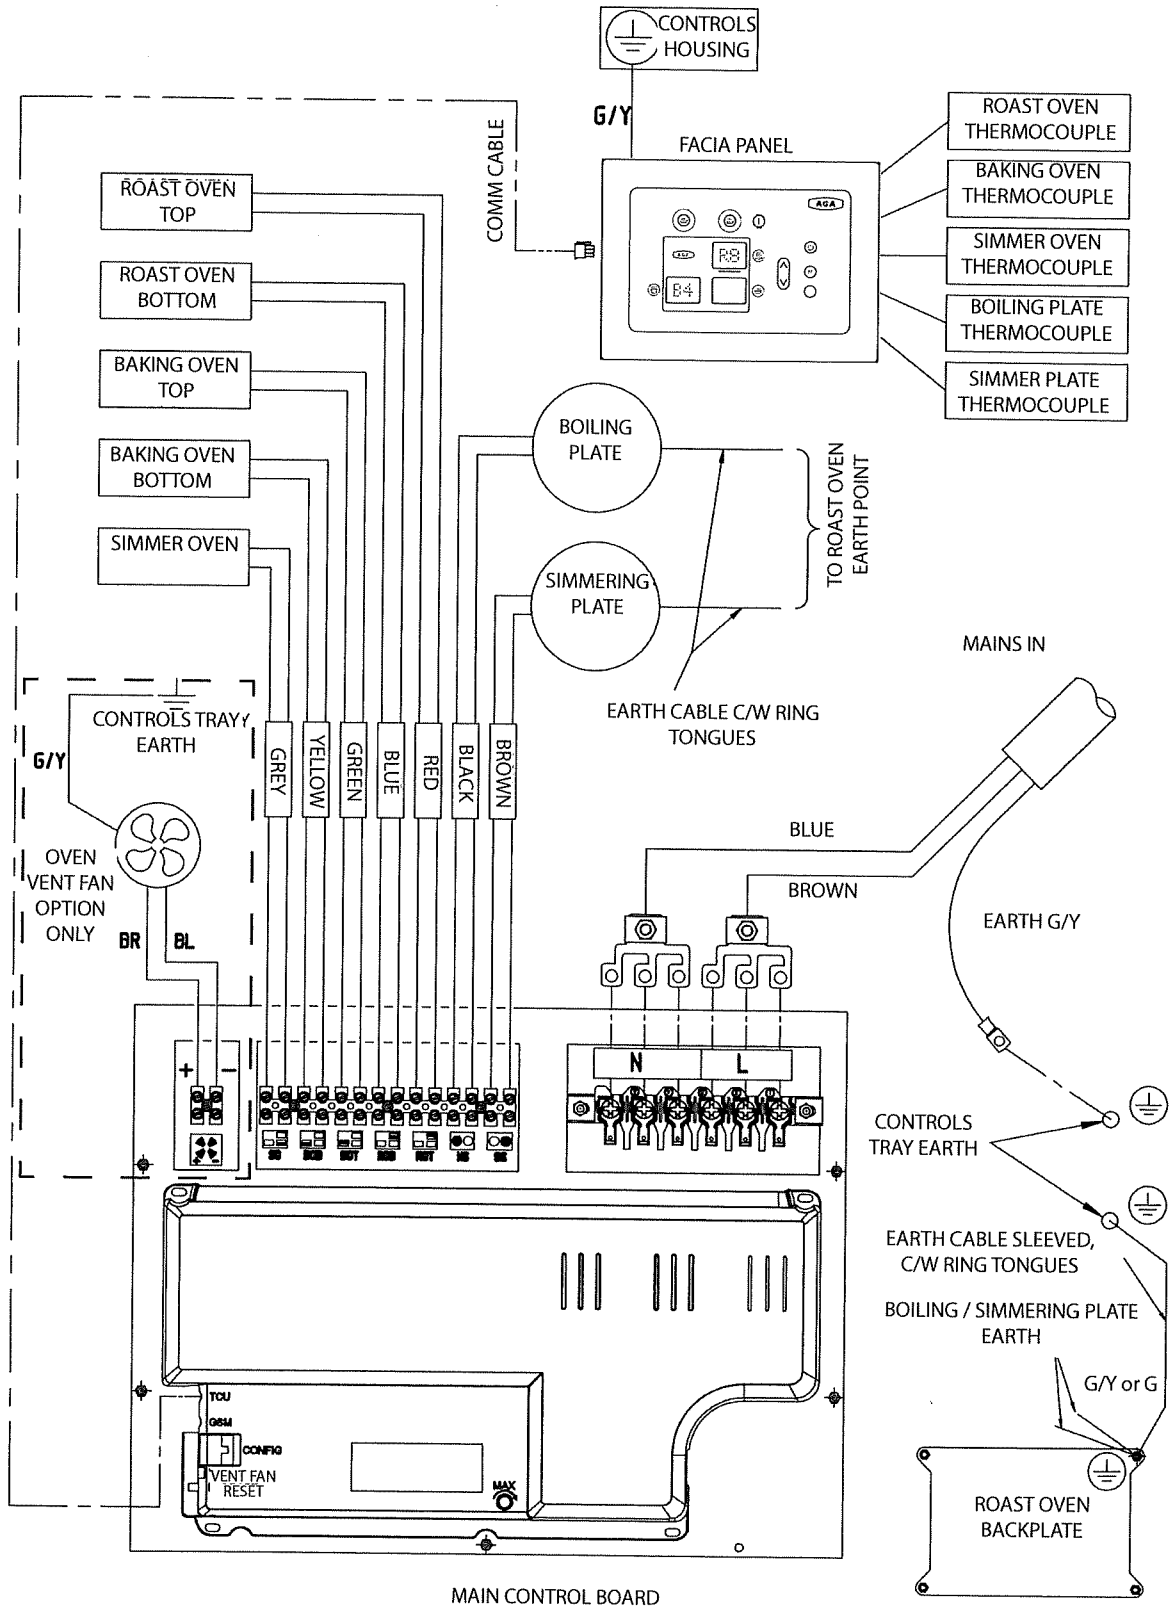 CONTROLS
HOUSING
G/Y
FACIA PANEL
COMM CABLE
ROAST OVEN
THERMOCOUPLE
BAKING OVEN
THERMOCOUPLE
SIMMER OVEN
THERMOCOUPLE
BOILING PLATE
THERMOCOUPLE
SIMMER PLATE
THERMOCOUPLE
AGA
ROAST OVEN
TOP
ROAST OVEN
BOTTOM
BAKING OVEN
TOP
BAKING OVEN
BOTTOM
SIMMER OVEN
BOILING
PLATE
SIMMERING
PLATE
TO ROAST OVEN
EARTH POINT
EARTH CABLE C/W RING
TONGUES
MAINS IN
CONTROLS TRAYY
EARTH
G/Y
OVEN
VENT FAN
OPTION
ONLY
BR
BL
GREY
YELLOW
GREEN
BLUE
RED
BLACK
BROWN
BLUE
BROWN
EARTH G/Y
+
−
N
L
CONTROLS
TRAY EARTH
EARTH CABLE SLEEVED,
C/W RING TONGUES
BOILING / SIMMERING PLATE
EARTH
G/Y or G
TCU
GSM
CONFIG
VENT FAN
RESET
MAX
ROAST OVEN
BACKPLATE
MAIN CONTROL BOARD